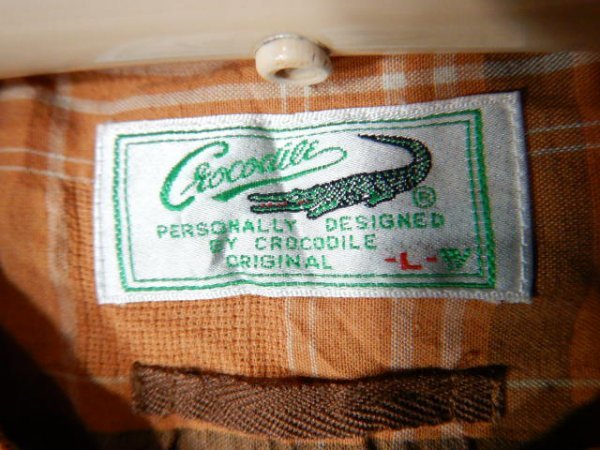 Crocodile ®
PERSONALLY DESIGNED
BY CROCODILE
ORIGINAL -L-